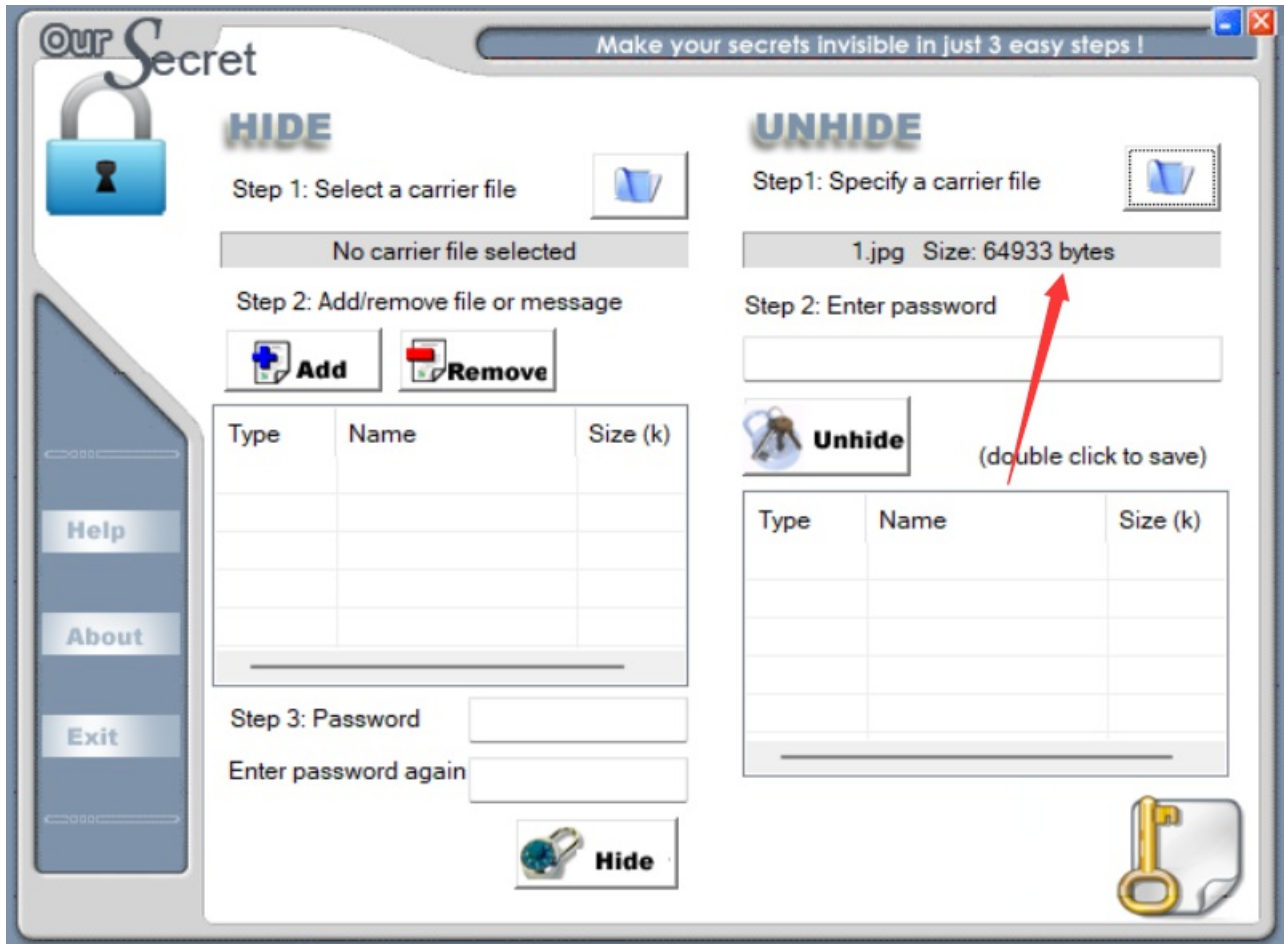 Our Secret
Make your secrets invisible in just 3 easy steps !
HIDE
Step 1: Select a carrier file
No carrier file selected
Step 2: Add/remove file or message
Add
Remove
Type Name Size (k)
Step 3: Password
Enter password again
Hide
UNHIDE
Step1: Specify a carrier file
1.jpg Size: 64933 bytes
Step 2: Enter password
Unhide
(double click to save)
Type Name Size (k)
Help
About
Exit